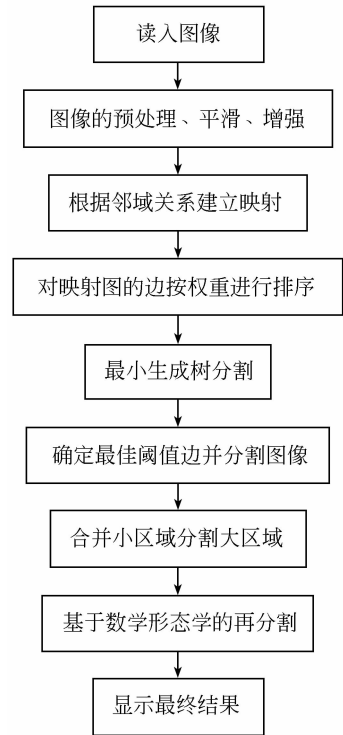 读入图像
图像的预处理、平滑、增强
根据邻域关系建立映射
对映射图的边按权重进行排序
最小生成树分割
确定最佳阈值边并分割图像
合并小区域分割大区域
基于数学形态学的再分割
显示最终结果